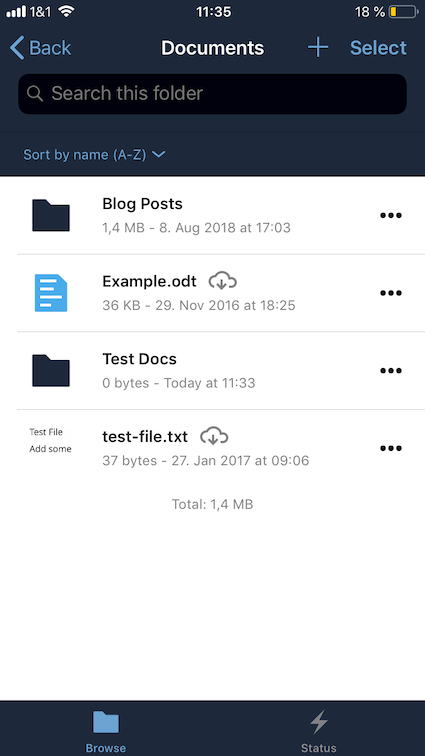 1&1 11:35 18 %
Back Documents + Select
Search this folder
Sort by name (A-Z)
Blog Posts
1,4 MB - 8. Aug 2018 at 17:03
Example.odt
36 KB - 29. Nov 2016 at 18:25
Test Docs
0 bytes - Today at 11:33
Test File
Add some
test-file.txt
37 bytes - 27. Jan 2017 at 09:06
Total: 1,4 MB
Browse Status